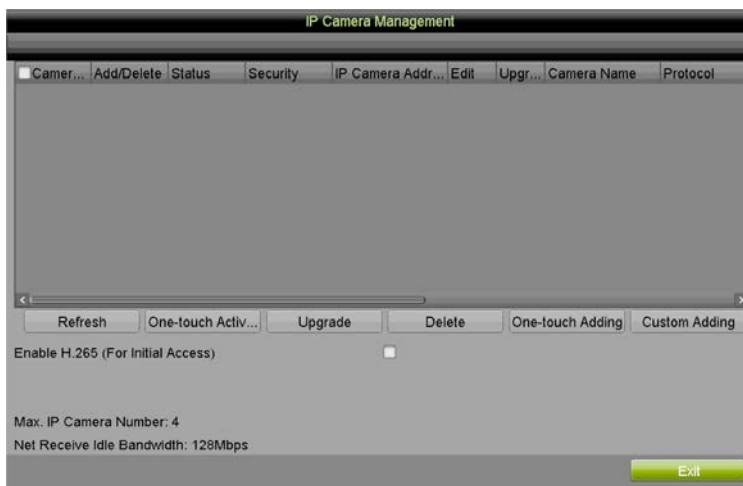 IP Camera Management
Camer... Add/Delete Status Security IP Camera Addr... Edit Upgr... Camera Name Protocol
Refresh One-touch Activ... Upgrade Delete One-touch Adding Custom Adding
Enable H.265 (For Initial Access)
Max. IP Camera Number: 4
Net Receive Idle Bandwidth: 128Mbps
Exit